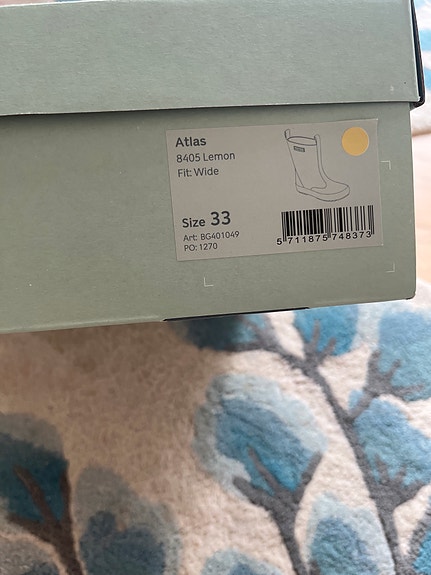 Atlas
8405 Lemon
Fit: Wide
Size 33
Art: BG401049
PO: 1270
5 711875 748373